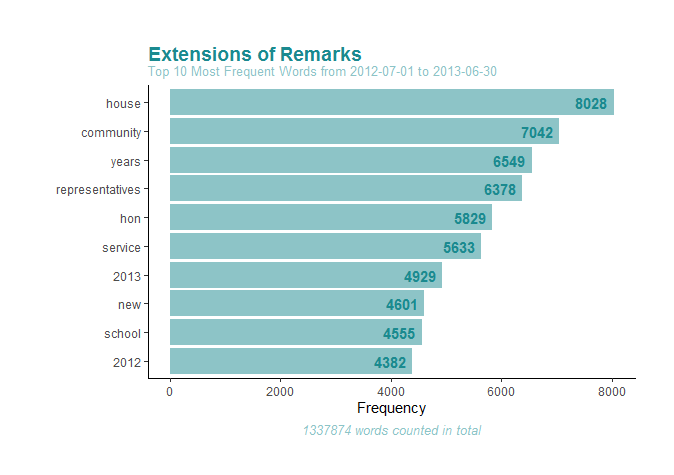 Extensions of Remarks
Top 10 Most Frequent Words from 2012-07-01 to 2013-06-30
house 8028
community 7042
years 6549
representatives 6378
hon 5829
service 5633
2013 4929
new 4601
school 4555
2012 4382
0 2000 4000 6000 8000
Frequency
1337874 words counted in total